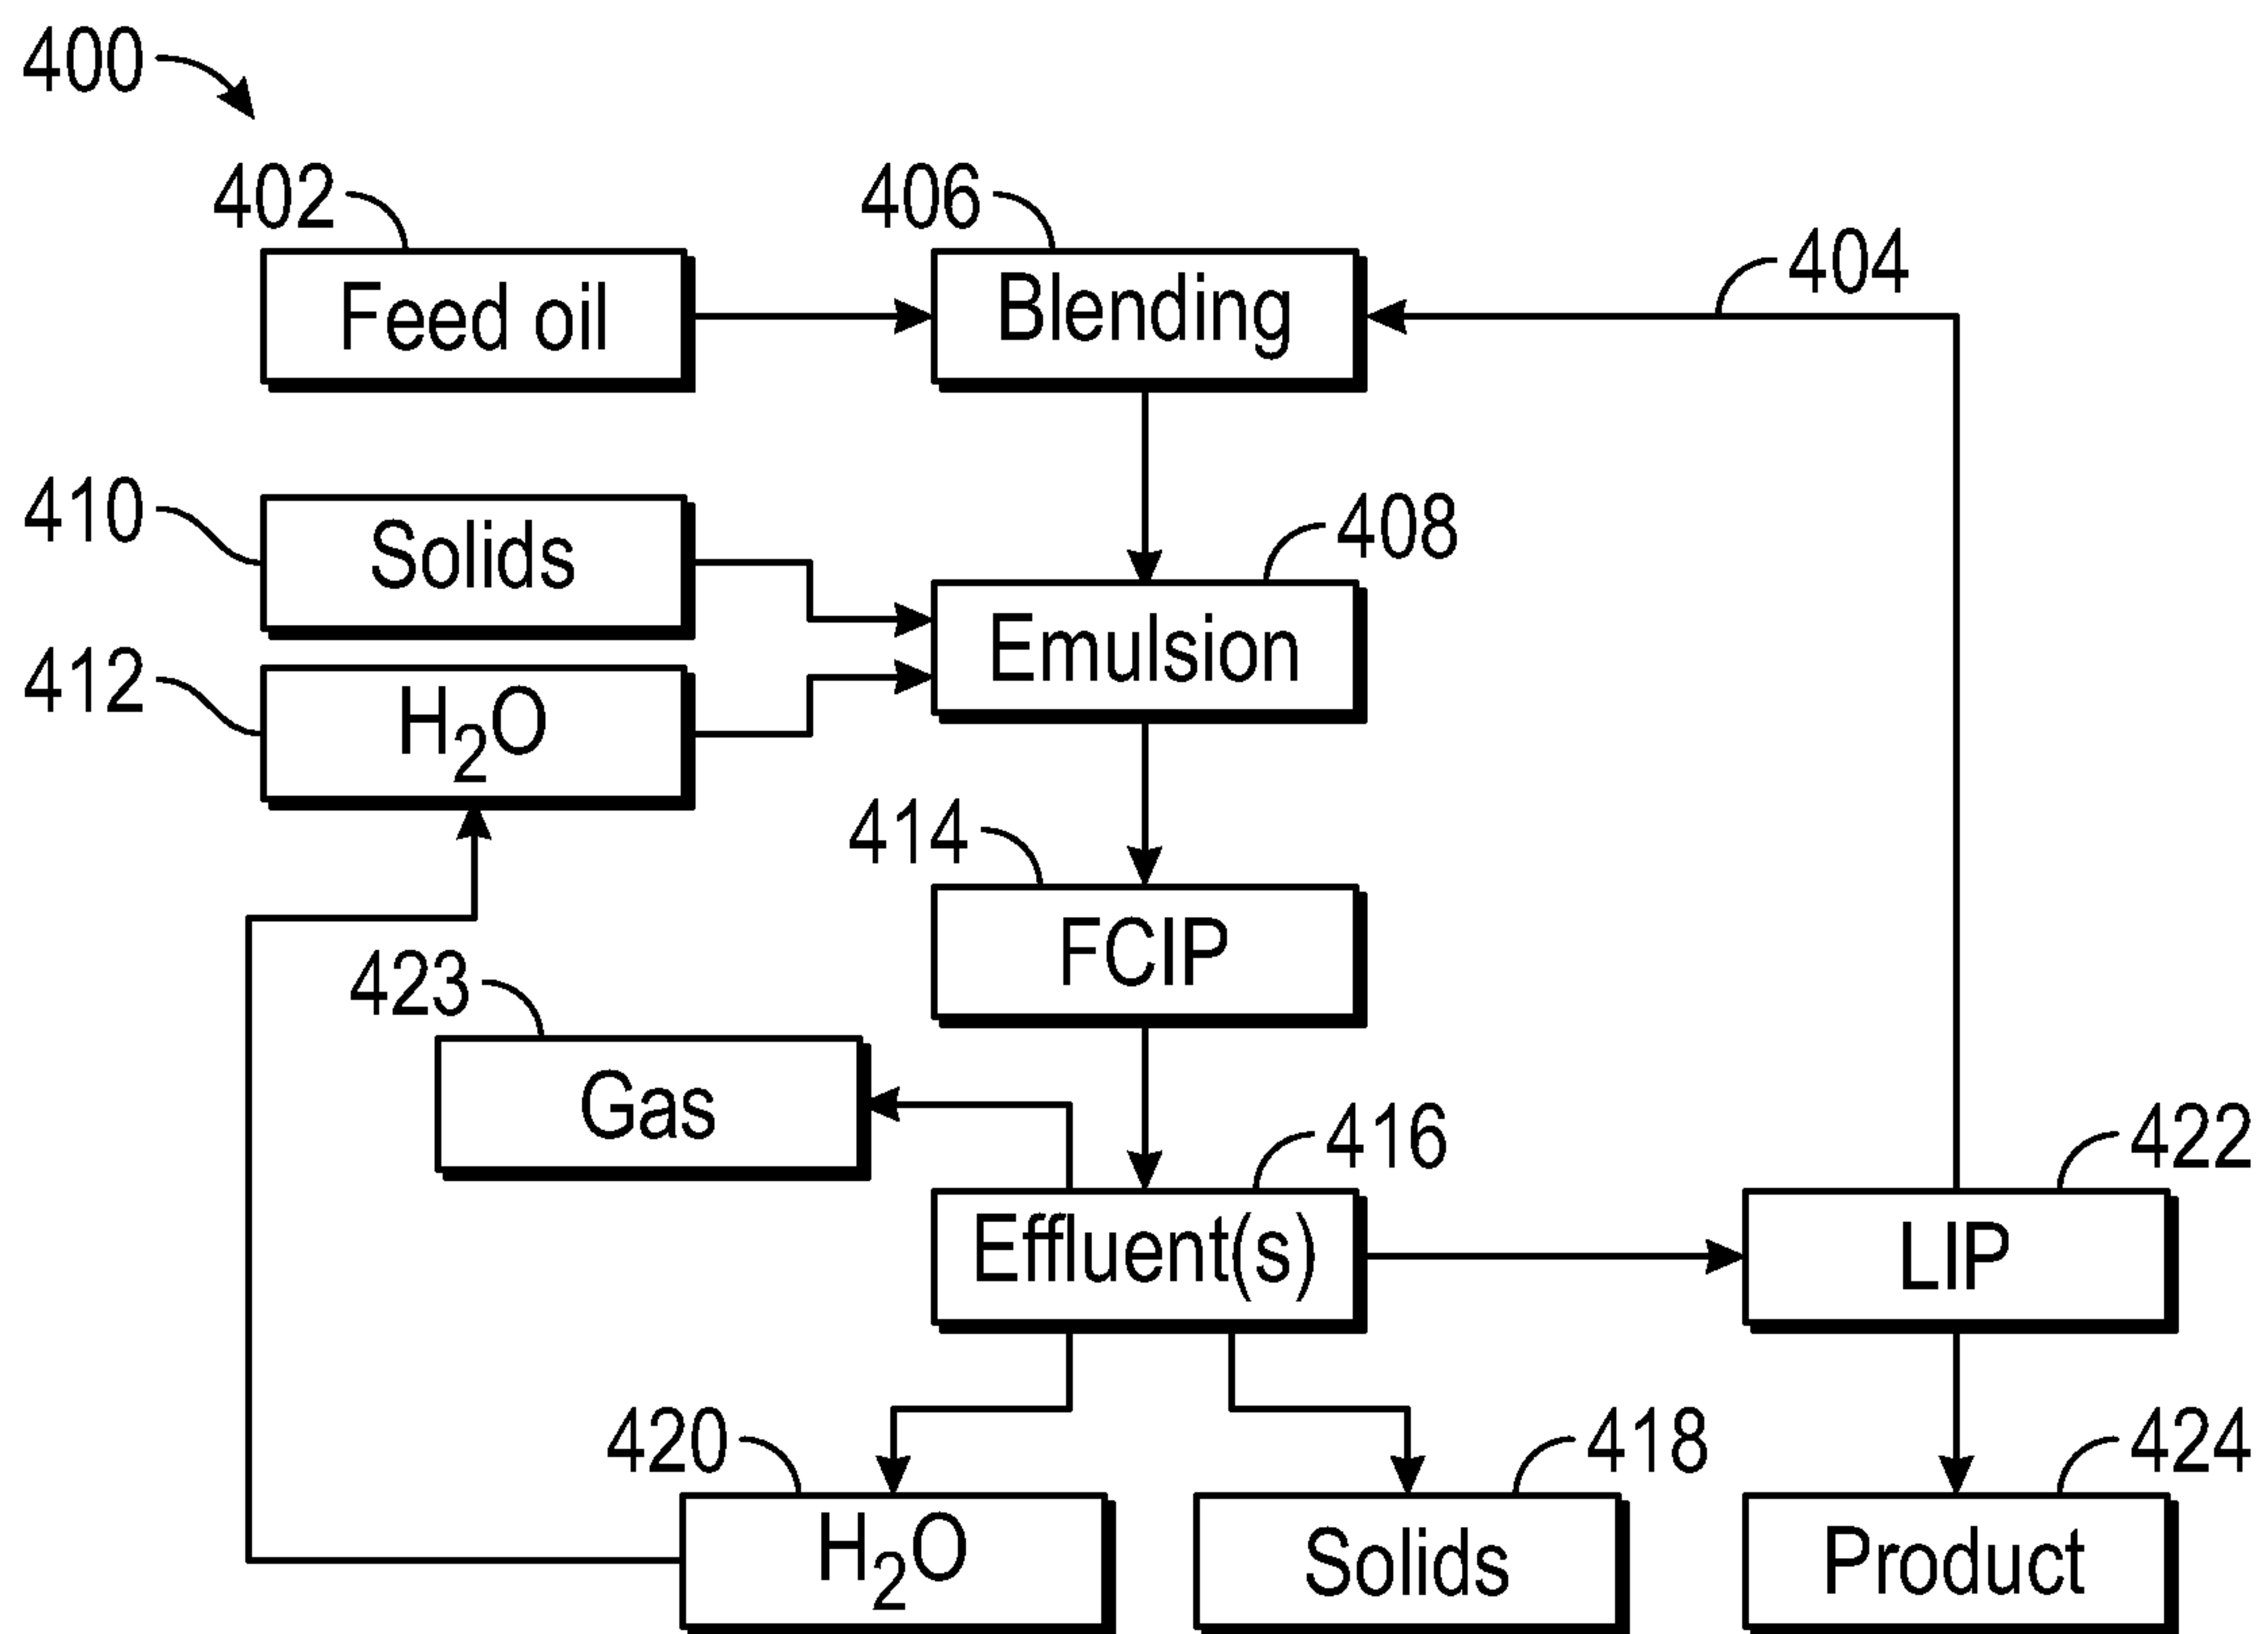 400
402
406
404
Feed oil
Blending
410
Solids
408
412
H₂O
Emulsion
414
FCIP
423
Gas
416
422
Effluent(s)
LIP
420
418
424
H₂O
Solids
Product